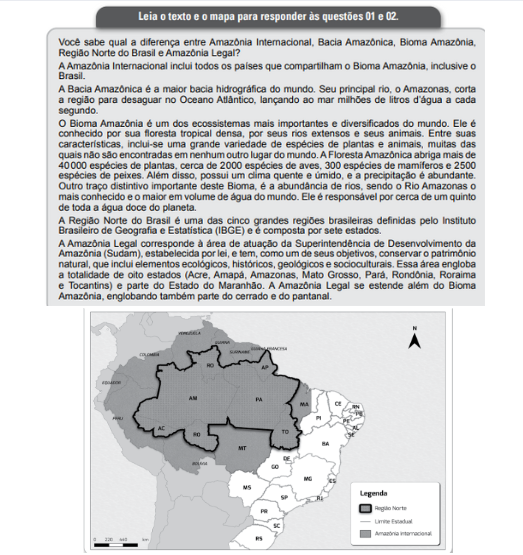 Leia o texto e o mapa para responder às questões 01 e 02.
Você sabe qual a diferença entre Amazônia Internacional, Bacia Amazônica, Bioma Amazônia,
Região Norte do Brasil e Amazônia Legal?
A Amazônia Internacional inclui todos os países que compartilham o Bioma Amazônia, inclusive o
Brasil.
A Bacia Amazônica é a maior bacia hidrográfica do mundo. Seu principal rio, o Amazonas, corta
a região para desaguar no Oceano Atlântico, lançando ao mar milhões de litros d'água a cada
segundo.
O Bioma Amazônia é um dos ecossistemas mais importantes e diversificados do mundo. Ele é
conhecido por sua floresta tropical densa, por seus rios extensos e seus animais. Entre suas
características, inclui-se uma grande variedade de espécies de plantas e animais, muitas das
quais não são encontradas em nenhum outro lugar do mundo. A Floresta Amazônica abriga mais de
40000 espécies de plantas, cerca de 2000 espécies de aves, 300 espécies de mamíferos e 2500
espécies de peixes. Além disso, possui um clima quente e úmido, e a precipitação é abundante.
Outro traço distintivo importante deste Bioma, é a abundância de rios, sendo o Rio Amazonas o
mais conhecido e o maior em volume de água do mundo. Ele é responsável por cerca de um quinto
de toda a água doce do planeta.
A Região Norte do Brasil é uma das cinco grandes regiões brasileiras definidas pelo Instituto
Brasileiro de Geografia e Estatística (IBGE) e é composta por sete estados.
A Amazônia Legal corresponde à área de atuação da Superintendência de Desenvolvimento da
Amazônia (Sudam), estabelecida por lei, e tem, como um de seus objetivos, conservar o patrimônio
natural, que inclui elementos ecológicos, históricos, geológicos e socioculturais. Essa área engloba
a totalidade de oito estados (Acre, Amapá, Amazonas, Mato Grosso, Pará, Rondônia, Roraima
e Tocantins) e parte do Estado do Maranhão. A Amazônia Legal se estende além do Bioma
Amazônia, englobando também parte do cerrado e do pantanal.
N
VENEZUELA
GUIANA
SURINAME
GUIANA FRANCESA
COLÔMBIA
RO
AP
EQUADOR
AM
PA
MA
CE
RN
PB
PI
PE
PERU
AC
RO
TO
AL
SE
BA
MT
BOLÍVIA
DF
GO
MG
MS
ES
SP
RJ
PR
SC
RS
Legenda
Região Norte
Limite Estadual
Amazônia Internacional
0 220 440 km